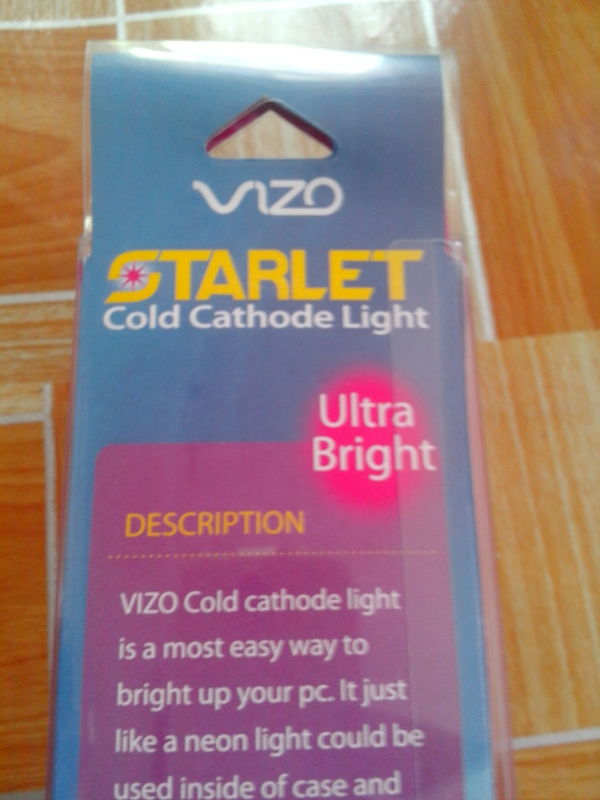 VIZO
STARLET
Cold Cathode Light
Ultra
Bright
DESCRIPTION
VIZO Cold cathode light
is a most easy way to
bright up your pc. It just
like a neon light could be
used inside of case and